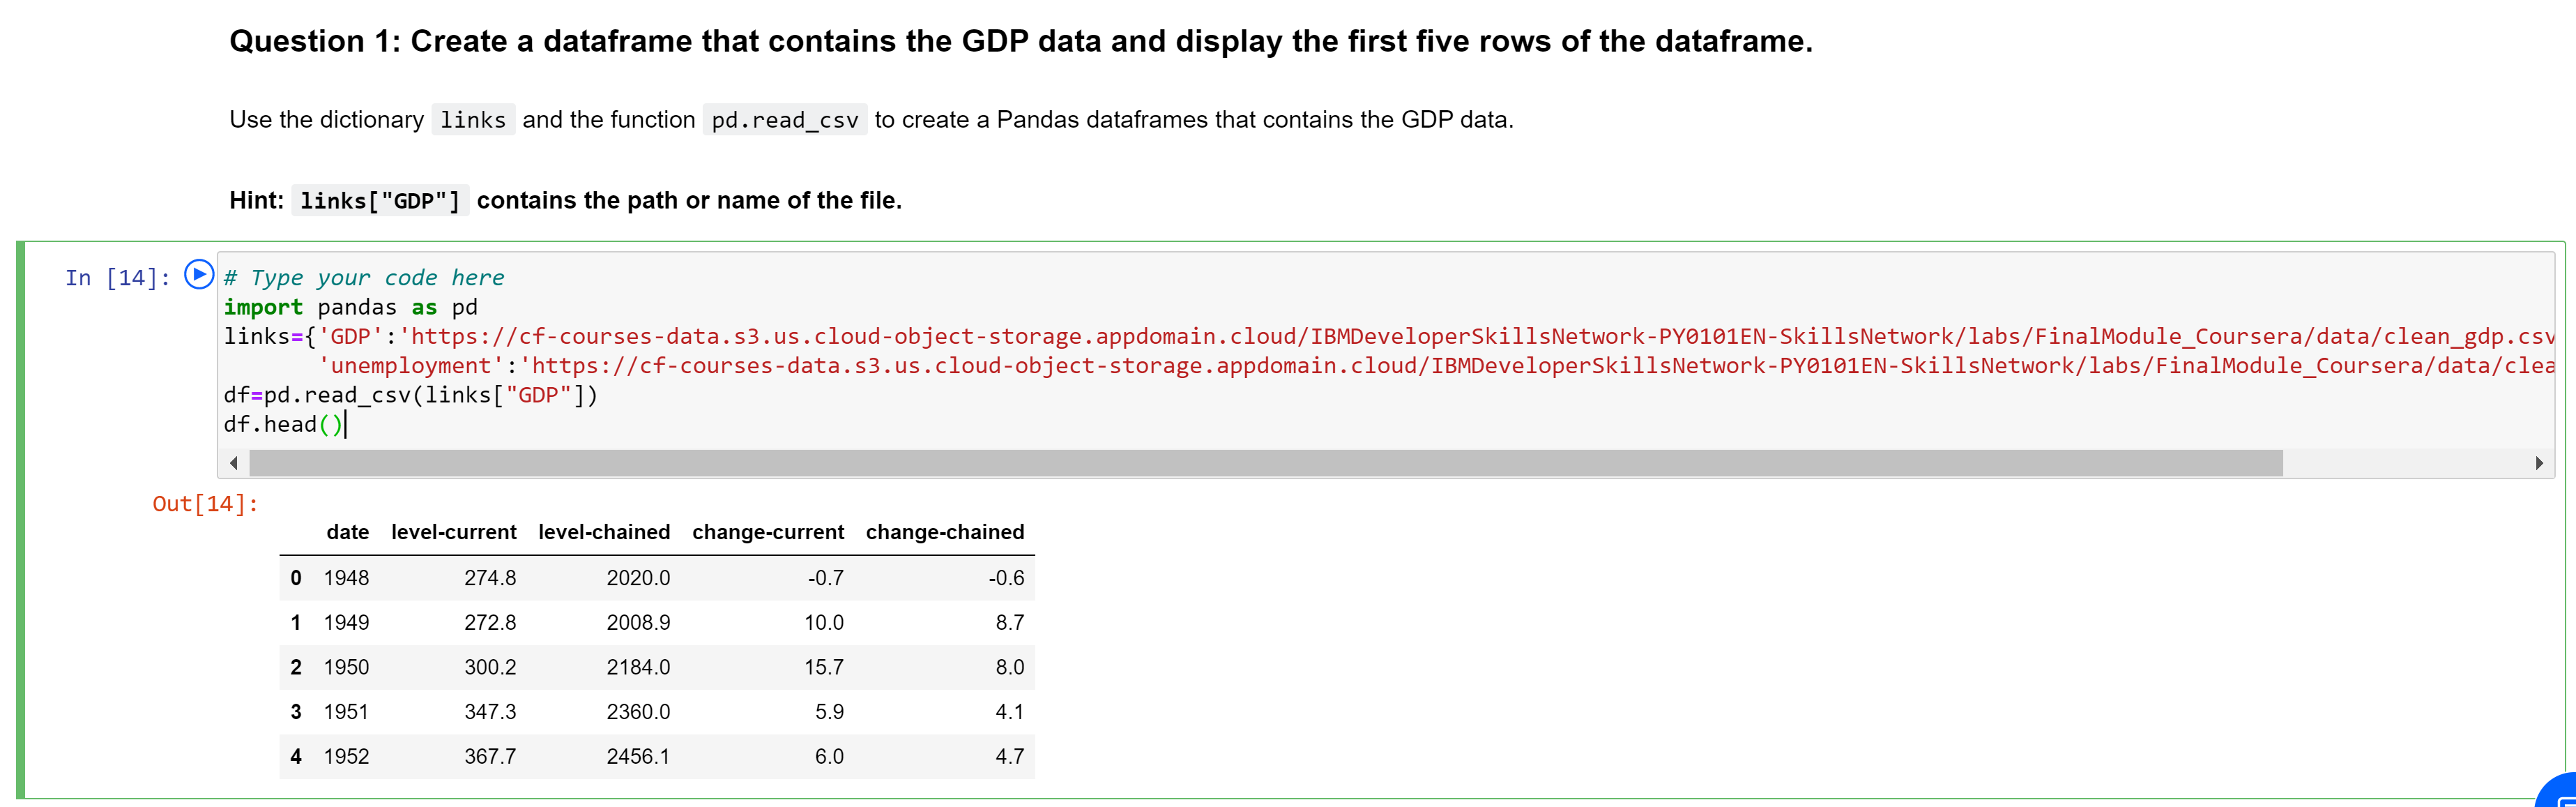 Question 1: Create a dataframe that contains the GDP data and display the first five rows of the dataframe.
Use the dictionary links and the function pd.read_csv to create a Pandas dataframes that contains the GDP data.
Hint: links["GDP"] contains the path or name of the file.
In [14]: # Type your code here
import pandas as pd
links={'GDP':'https://cf-courses-data.s3.us.cloud-object-storage.appdomain.cloud/IBMDeveloperSkillsNetwork-PY0101EN-SkillsNetwork/labs/FinalModule_Coursera/data/clean_gdp.csv
'unemployment':'https://cf-courses-data.s3.us.cloud-object-storage.appdomain.cloud/IBMDeveloperSkillsNetwork-PY0101EN-SkillsNetwork/labs/FinalModule_Coursera/data/clea
df=pd.read_csv(links["GDP"])
df.head()
Out[14]:
date level-current level-chained change-current change-chained
0 1948 274.8 2020.0 -0.7 -0.6
1 1949 272.8 2008.9 10.0 8.7
2 1950 300.2 2184.0 15.7 8.0
3 1951 347.3 2360.0 5.9 4.1
4 1952 367.7 2456.1 6.0 4.7